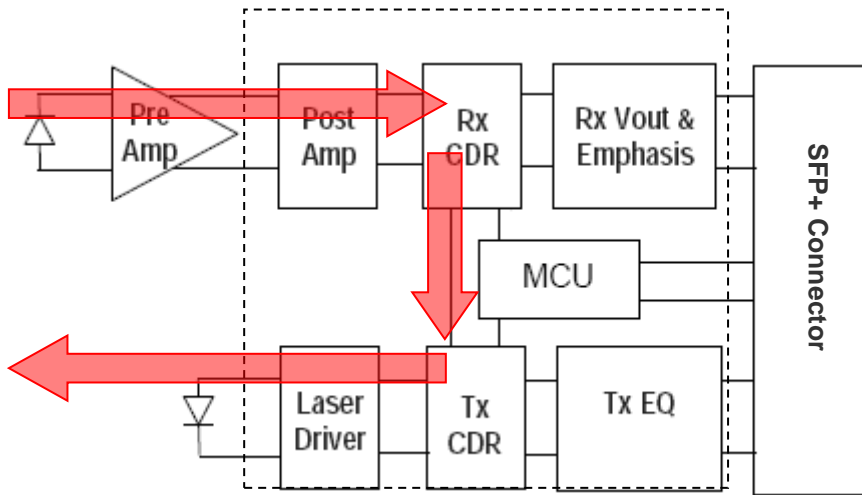 Pre
Amp
Post
Amp
Rx
CDR
Rx Vout &
Emphasis
SFP+ Connector
MCU
Laser
Driver
Tx
CDR
Tx EQ